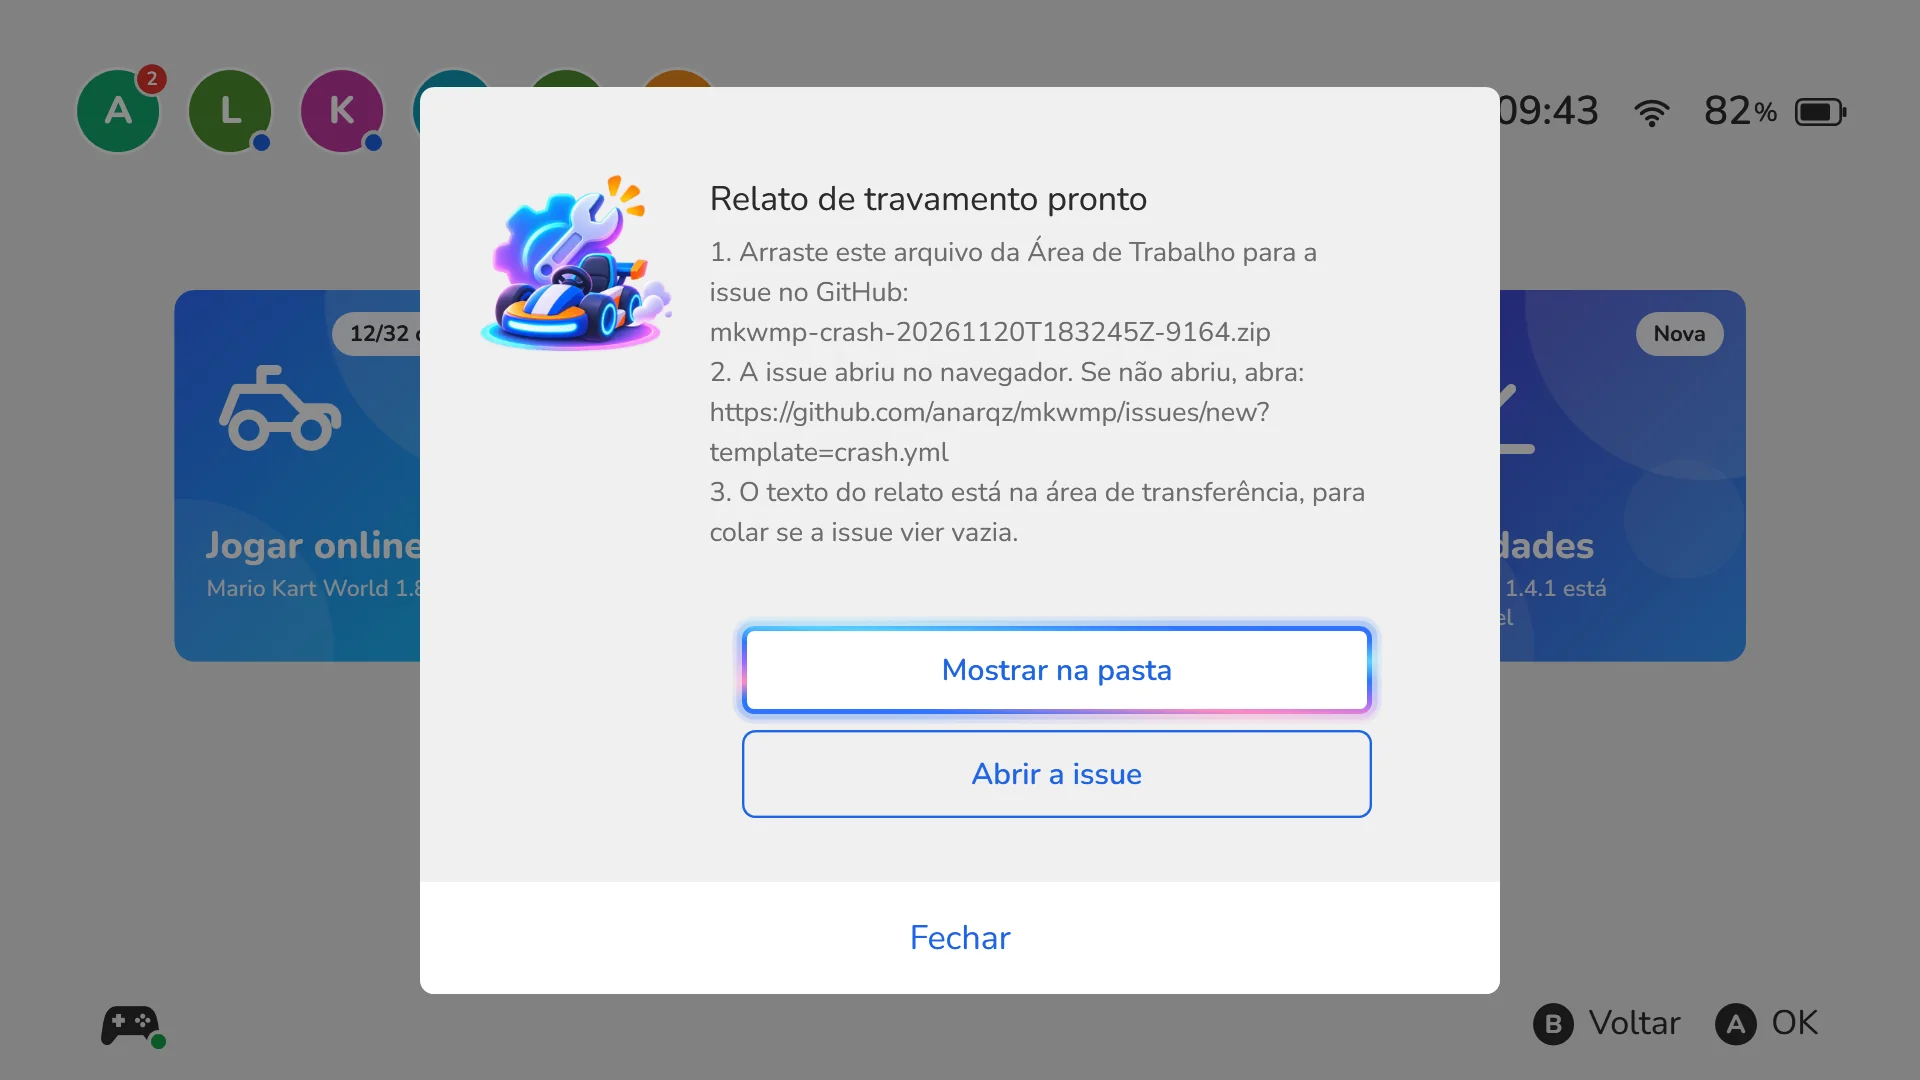 A
2
L
K
09:43
82%
Relato de travamento pronto
1. Arraste este arquivo da Área de Trabalho para a
issue no GitHub:
mkwmp-crash-20261120T183245Z-9164.zip
2. A issue abriu no navegador. Se não abriu, abra:
https://github.com/anarqz/mkwmp/issues/new?
template=crash.yml
3. O texto do relato está na área de transferência, para
colar se a issue vier vazia.
12/32
Jogar online
Mario Kart World 1.8
Nova
dades
1.4.1 está
el
Mostrar na pasta
Abrir a issue
Fechar
B Voltar
A OK